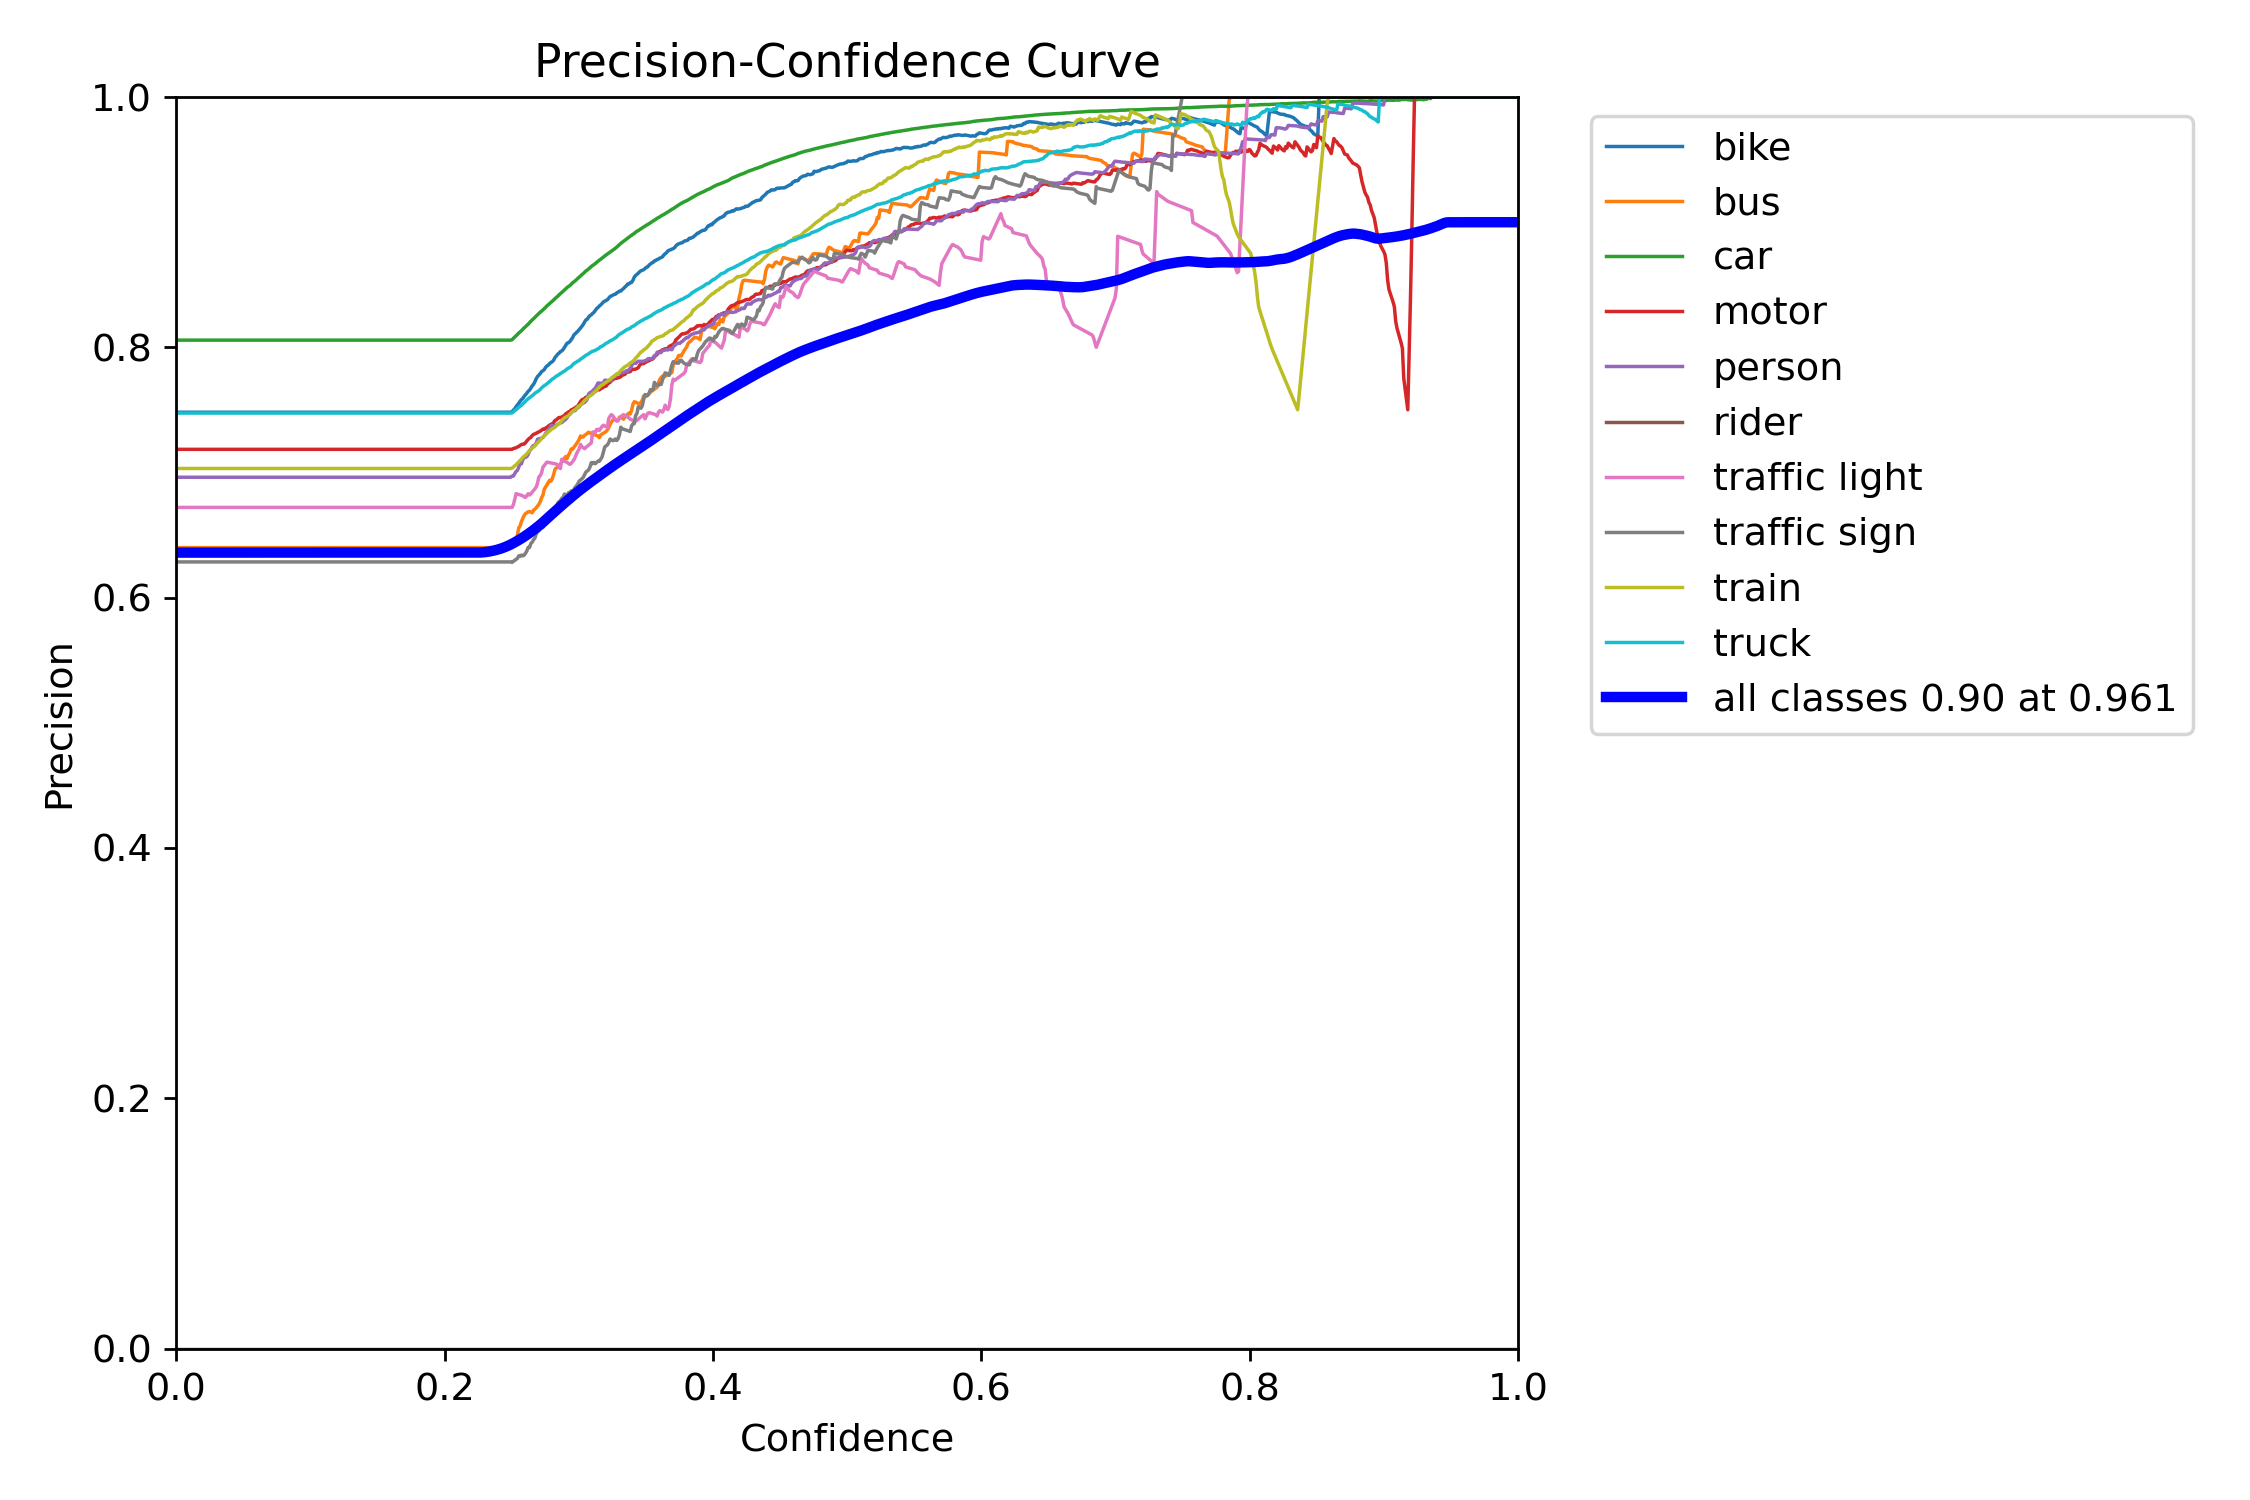 Precision-Confidence Curve
1.0
0.8
0.6
0.4
0.2
0.0
Precision
0.0 0.2 0.4 0.6 0.8 1.0
Confidence
bike
bus
car
motor
person
rider
traffic light
traffic sign
train
truck
all classes 0.90 at 0.961